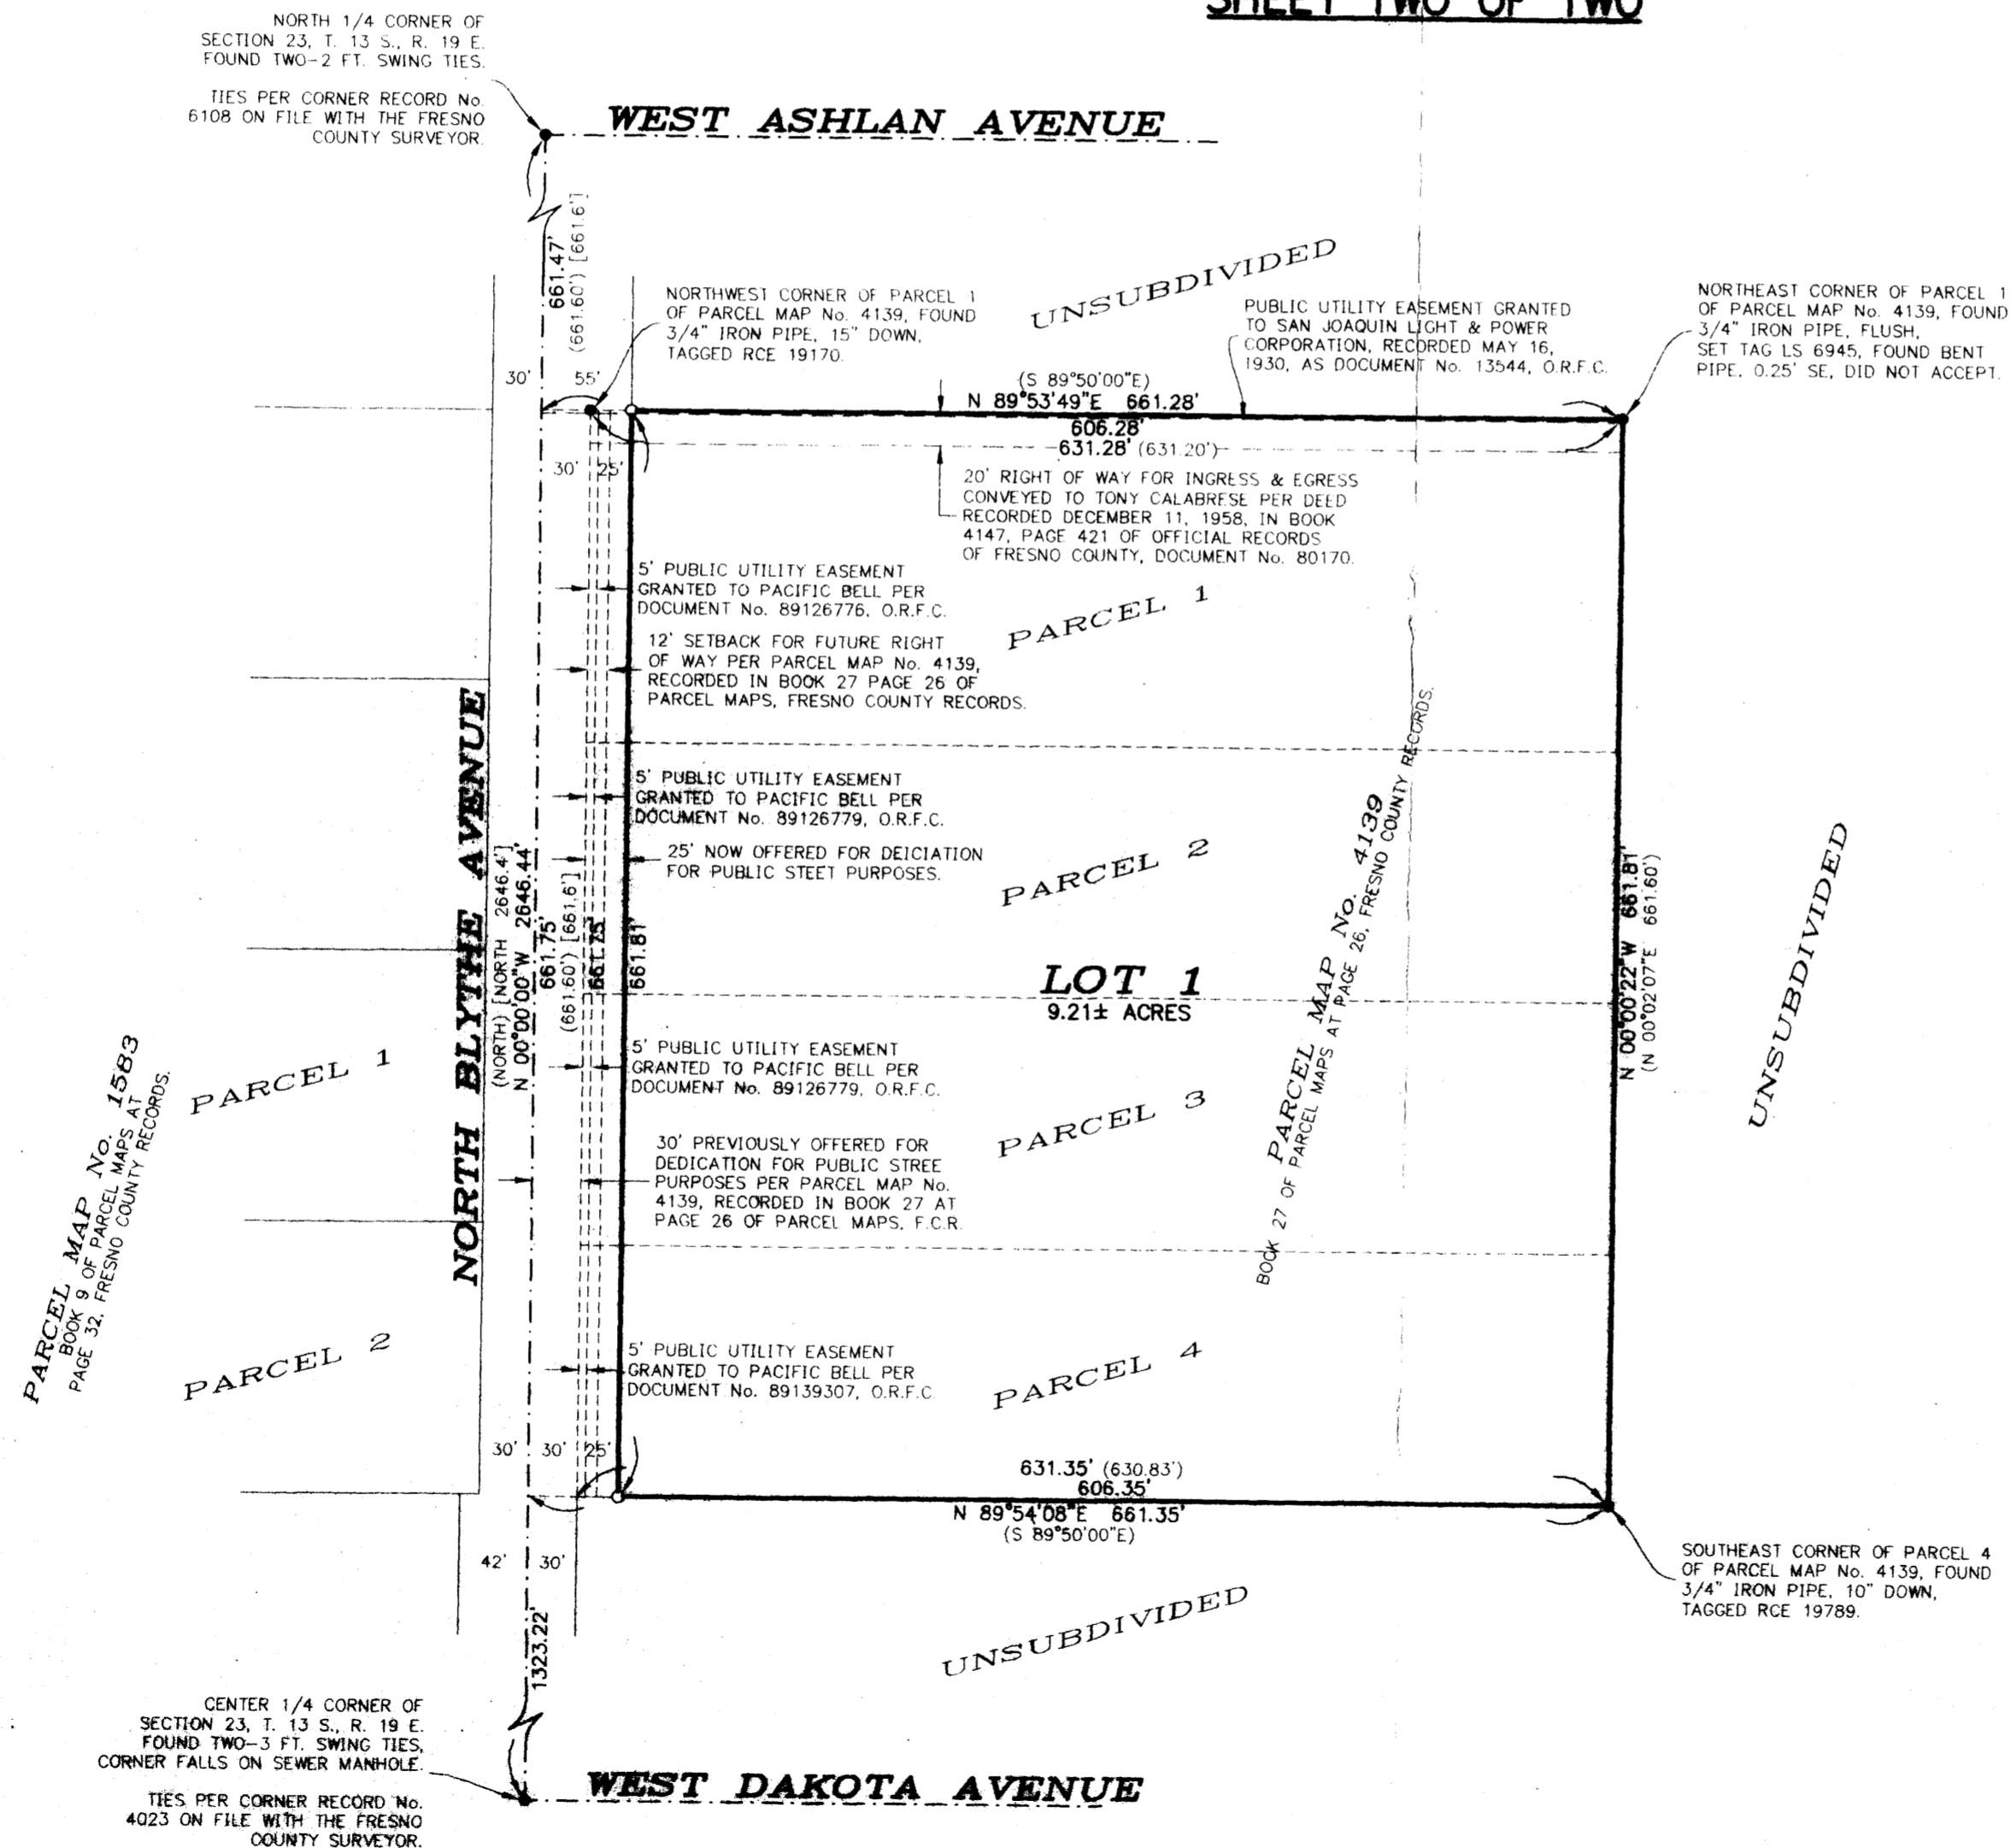 SHEET TWO OF TWO
NORTH 1/4 CORNER OF
SECTION 23, T. 13 S., R. 19 E.
FOUND TWO-2 FT. SWING TIES.
TIES PER CORNER RECORD No.
6108 ON FILE WITH THE FRESNO
COUNTY SURVEYOR.
WEST ASHLAN AVENUE
661.47'
(661.60') [661.6']
UNSUBDIVIDED
NORTHWEST CORNER OF PARCEL 1
OF PARCEL MAP No. 4139, FOUND
3/4" IRON PIPE, 15" DOWN,
TAGGED RCE 19170.
PUBLIC UTILITY EASEMENT GRANTED
TO SAN JOAQUIN LIGHT & POWER
CORPORATION, RECORDED MAY 16,
1930, AS DOCUMENT No. 13544, O.R.F.C.
NORTHEAST CORNER OF PARCEL 1
OF PARCEL MAP No. 4139, FOUND
3/4" IRON PIPE, FLUSH,
SET TAG LS 6945, FOUND BENT
PIPE, 0.25' SE, DID NOT ACCEPT.
30' 55'
(S 89°50'00"E)
N 89°53'49"E 661.28'
606.28'
631.28' (631.20')
30' 25'
20' RIGHT OF WAY FOR INGRESS & EGRESS
CONVEYED TO TONY CALABRESE PER DEED
RECORDED DECEMBER 11, 1958, IN BOOK
4147, PAGE 421 OF OFFICIAL RECORDS
OF FRESNO COUNTY, DOCUMENT No. 80170.
5' PUBLIC UTILITY EASEMENT
GRANTED TO PACIFIC BELL PER
DOCUMENT No. 89126776, O.R.F.C.
PARCEL 1
12' SETBACK FOR FUTURE RIGHT
OF WAY PER PARCEL MAP No. 4139,
RECORDED IN BOOK 27 PAGE 26 OF
PARCEL MAPS, FRESNO COUNTY RECORDS.
5' PUBLIC UTILITY EASEMENT
GRANTED TO PACIFIC BELL PER
DOCUMENT No. 89126779, O.R.F.C.
25' NOW OFFERED FOR DEICIATION
FOR PUBLIC STEET PURPOSES.
PARCEL 2
NORTH BLYTHE AVENUE
(NORTH) [NORTH 2646.4']
N 00°00'00"W 2646.44'
661.75'
(661.60') [661.6']
661.75'
661.81'
LOT 1
9.21± ACRES
PARCEL MAP No. 4139
BOOK 27 OF PARCEL MAPS AT PAGE 26, FRESNO COUNTY RECORDS.
N 00°00'22"W 661.81'
(N 00°02'07"E 661.60')
UNSUBDIVIDED
5' PUBLIC UTILITY EASEMENT
GRANTED TO PACIFIC BELL PER
DOCUMENT No. 89126779, O.R.F.C.
PARCEL 3
30' PREVIOUSLY OFFERED FOR
DEDICATION FOR PUBLIC STREE
PURPOSES PER PARCEL MAP No.
4139, RECORDED IN BOOK 27 AT
PAGE 26 OF PARCEL MAPS, F.C.R.
PARCEL MAP No. 1583
BOOK 9 OF PARCEL MAPS AT
PAGE 32, FRESNO COUNTY RECORDS.
PARCEL 1
PARCEL 2
5' PUBLIC UTILITY EASEMENT
GRANTED TO PACIFIC BELL PER
DOCUMENT No. 89139307, O.R.F.C.
PARCEL 4
30' 30' 25'
631.35' (630.83')
606.35'
N 89°54'08"E 661.35'
(S 89°50'00"E)
42' 30'
SOUTHEAST CORNER OF PARCEL 4
OF PARCEL MAP No. 4139, FOUND
3/4" IRON PIPE, 10" DOWN,
TAGGED RCE 19789.
1323.22'
UNSUBDIVIDED
CENTER 1/4 CORNER OF
SECTION 23, T. 13 S., R. 19 E.
FOUND TWO-3 FT. SWING TIES,
CORNER FALLS ON SEWER MANHOLE.
TIES PER CORNER RECORD No.
4023 ON FILE WITH THE FRESNO
COUNTY SURVEYOR.
WEST DAKOTA AVENUE